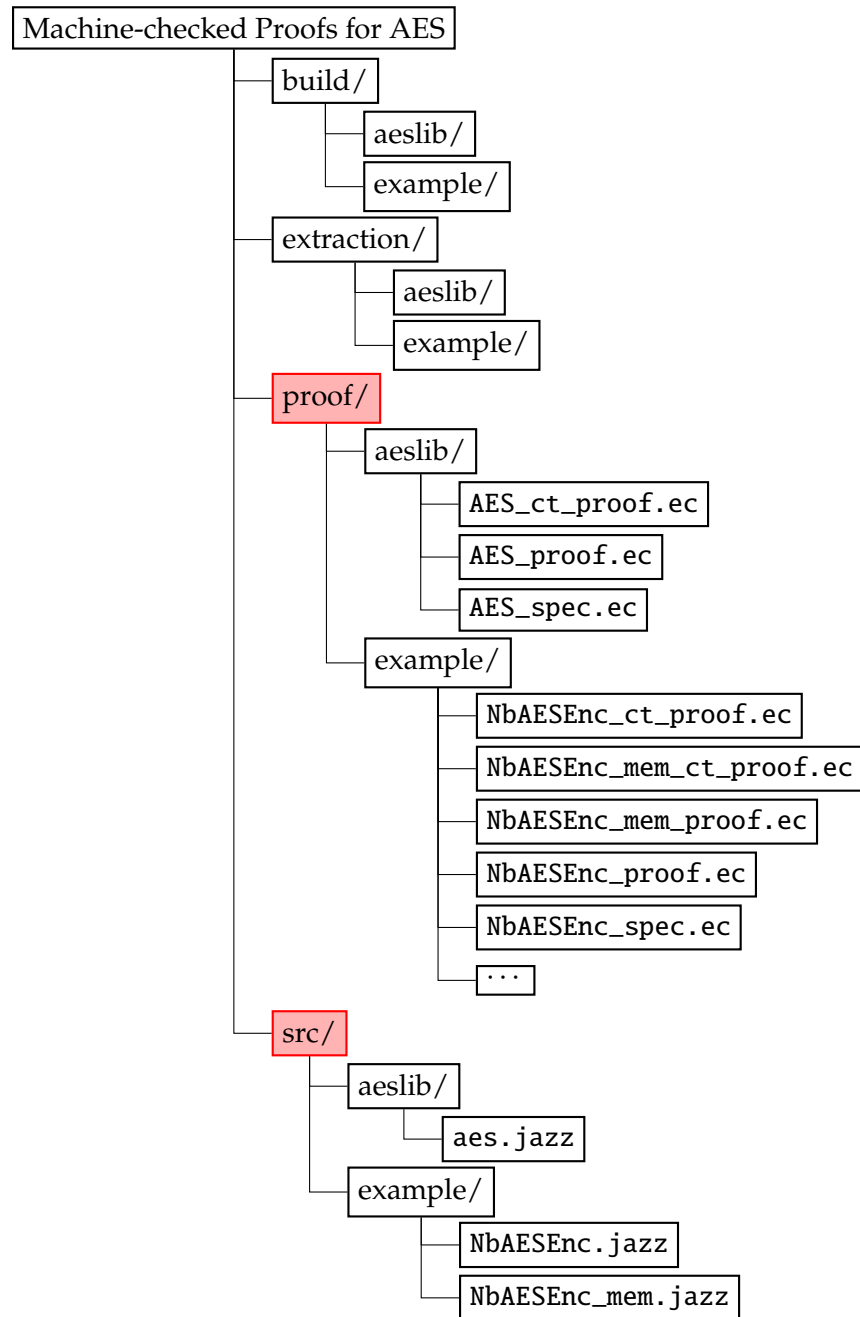 Machine-checked Proofs for AES
build/
aeslib/
example/
extraction/
aeslib/
example/
proof/
aeslib/
AES_ct_proof.ec
AES_proof.ec
AES_spec.ec
example/
NbAESEnc_ct_proof.ec
NbAESEnc_mem_ct_proof.ec
NbAESEnc_mem_proof.ec
NbAESEnc_proof.ec
NbAESEnc_spec.ec
...
src/
aeslib/
aes.jazz
example/
NbAESEnc.jazz
NbAESEnc_mem.jazz